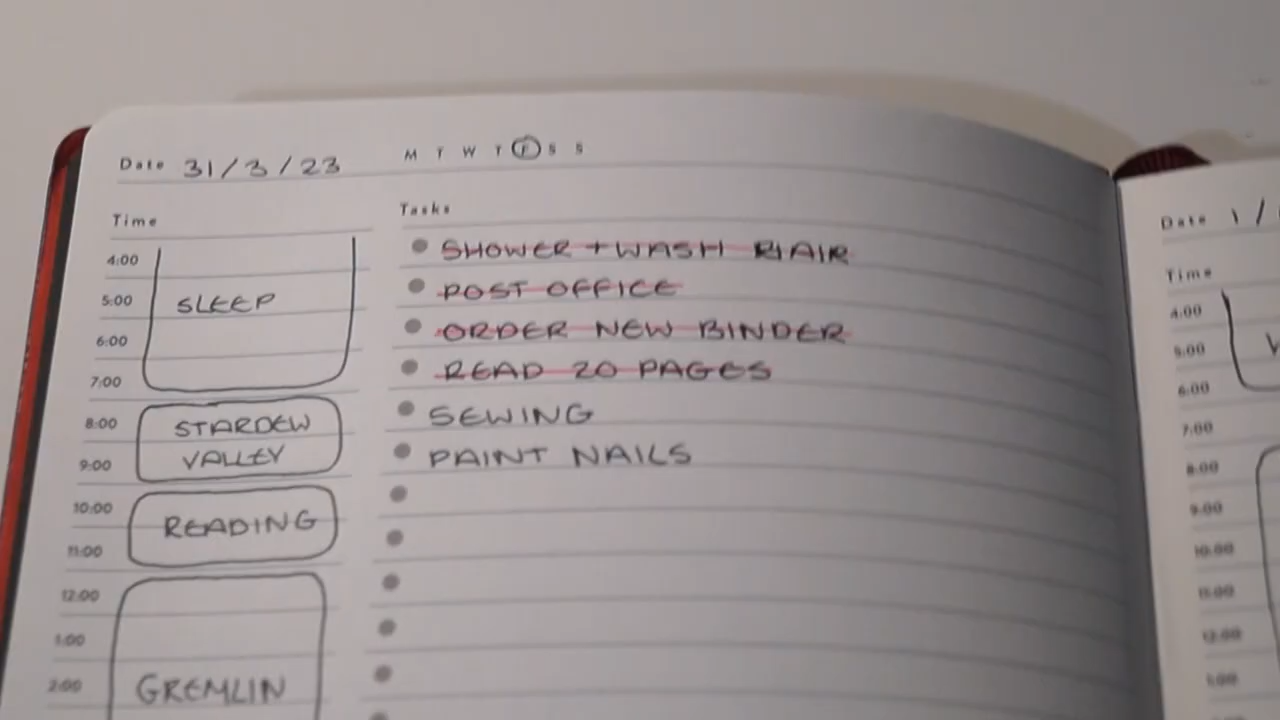 Date 31/3/23 M T W T F S S
Time
4:00
5:00 SLEEP
6:00
7:00
8:00 STARDEW
9:00 VALLEY
10:00 READING
11:00
12:00
1:00
2:00 GREMLIN
Tasks
SHOWER + WASH HAIR
POST OFFICE
ORDER NEW BINDER
READ 20 PAGES
SEWING
PAINT NAILS
Date 1/
Time
4:00
5:00
6:00
7:00
8:00
9:00
10:00
11:00
12:00
1:00